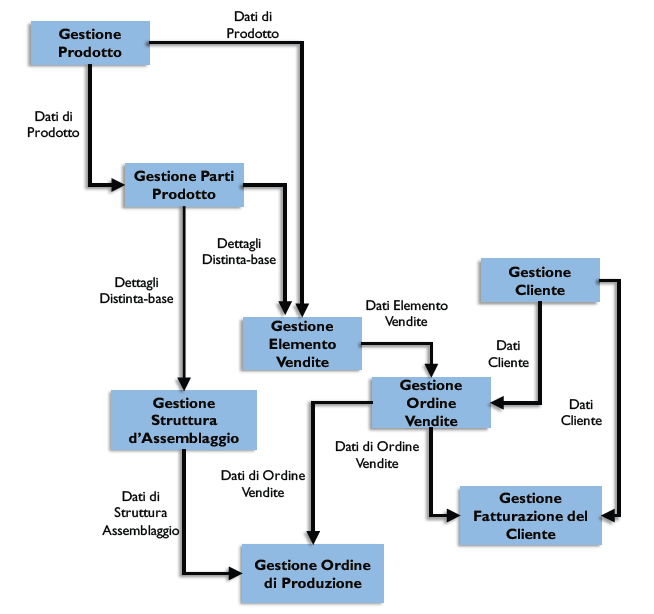 Dati di
Prodotto
Gestione
Prodotto
Dati di
Prodotto
Gestione Parti
Prodotto
Dettagli
Distinta-base
Dettagli
Distinta-base
Gestione
Cliente
Gestione
Elemento
Vendite
Dati Elemento
Vendite
Dati
Cliente
Dati
Cliente
Gestione
Struttura
d'Assemblaggio
Gestione
Ordine
Vendite
Dati di Ordine
Vendite
Dati di Ordine
Vendite
Dati di
Struttura
Assemblaggio
Gestione
Fatturazione del
Cliente
Gestione Ordine
di Produzione